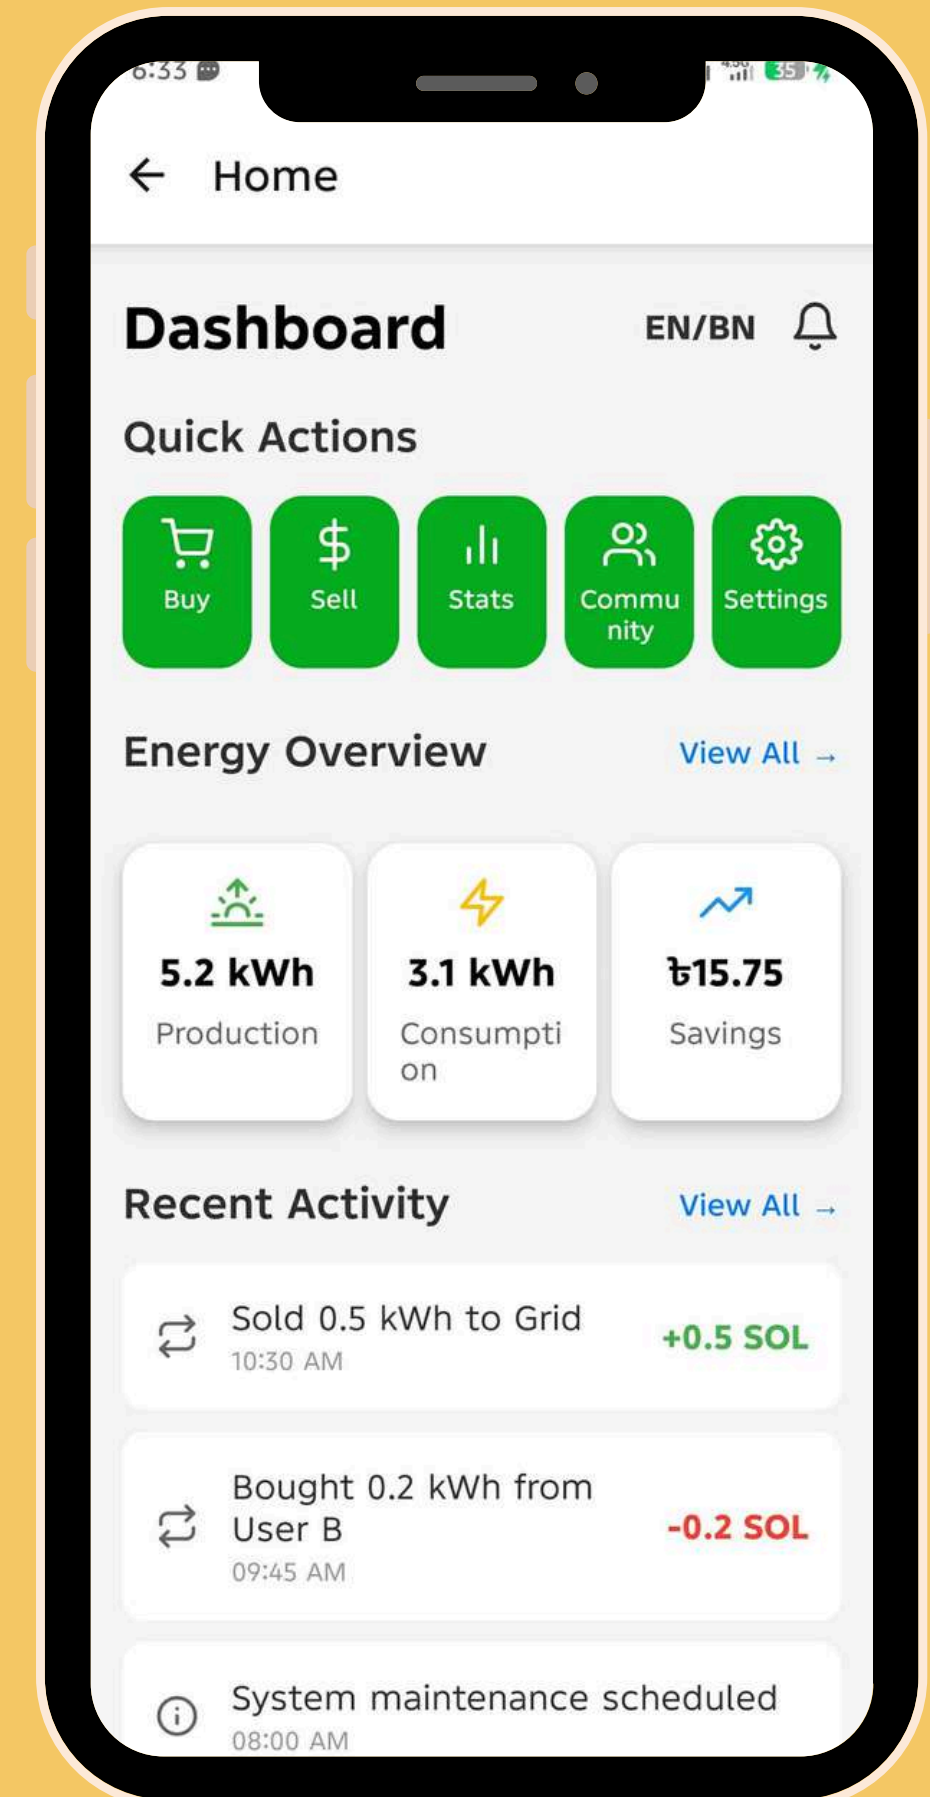 6:33
4.5G 35
Home
Dashboard
EN/BN
Quick Actions
Buy
Sell
Stats
Commu
nity
Settings
Energy Overview
View All →
5.2 kWh
Production
3.1 kWh
Consumpti
on
৳15.75
Savings
Recent Activity
View All →
Sold 0.5 kWh to Grid
10:30 AM
+0.5 SOL
Bought 0.2 kWh from
User B
09:45 AM
-0.2 SOL
System maintenance scheduled
08:00 AM